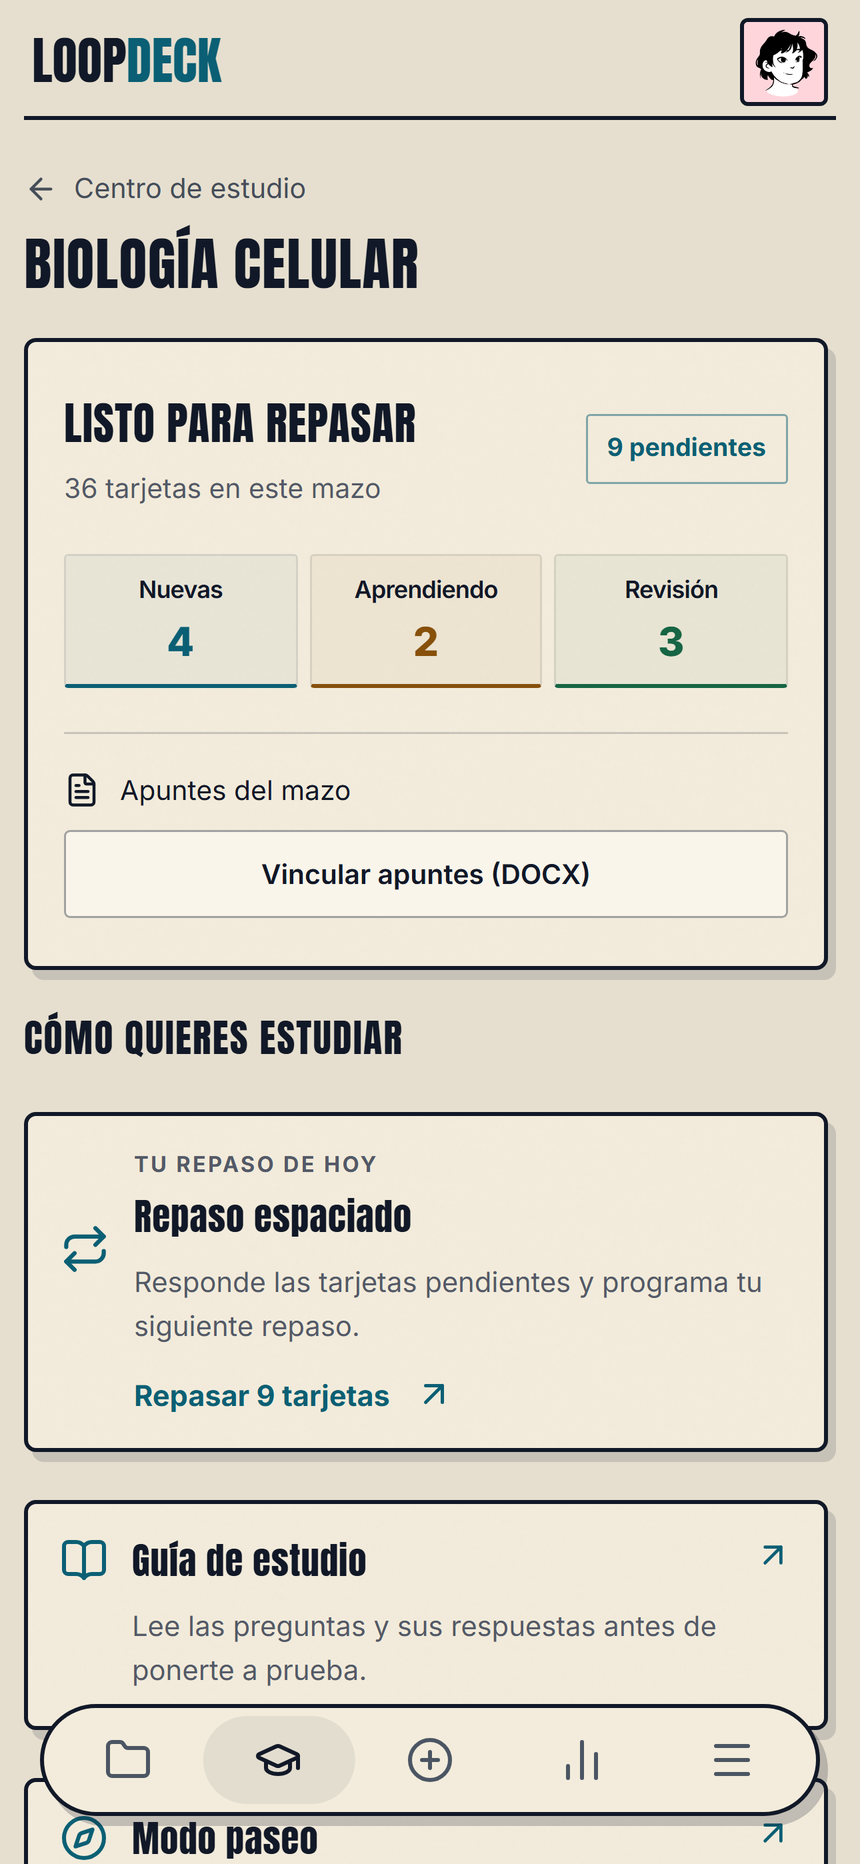 LOOPDECK
Centro de estudio
BIOLOGÍA CELULAR
LISTO PARA REPASAR
9 pendientes
36 tarjetas en este mazo
Nuevas
4
Aprendiendo
2
Revisión
3
Apuntes del mazo
Vincular apuntes (DOCX)
CÓMO QUIERES ESTUDIAR
TU REPASO DE HOY
Repaso espaciado
Responde las tarjetas pendientes y programa tu
siguiente repaso.
Repasar 9 tarjetas
Guía de estudio
Lee las preguntas y sus respuestas antes de
ponerte a prueba.
Modo paseo